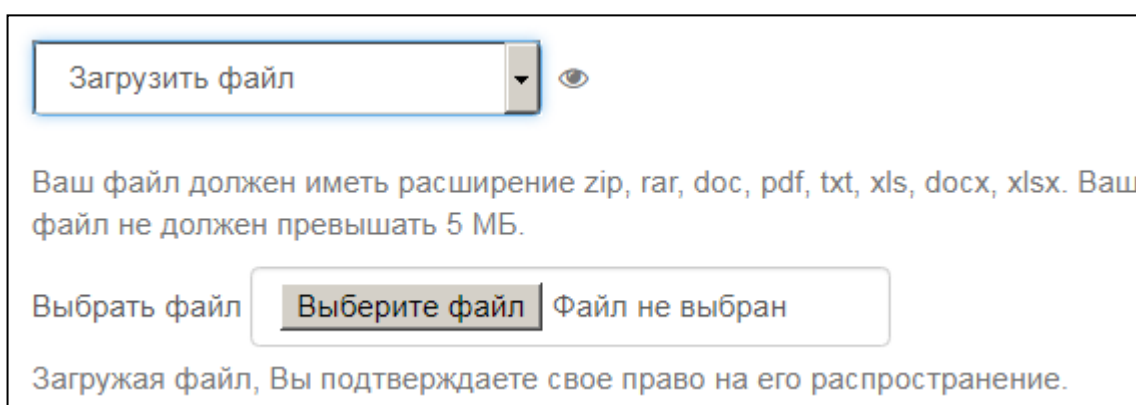 Загрузить файл
Ваш файл должен иметь расширение zip, rar, doc, pdf, txt, xls, docx, xlsx. Ваш
файл не должен превышать 5 МБ.
Выбрать файл Выберите файл Файл не выбран
Загружая файл, Вы подтверждаете свое право на его распространение.